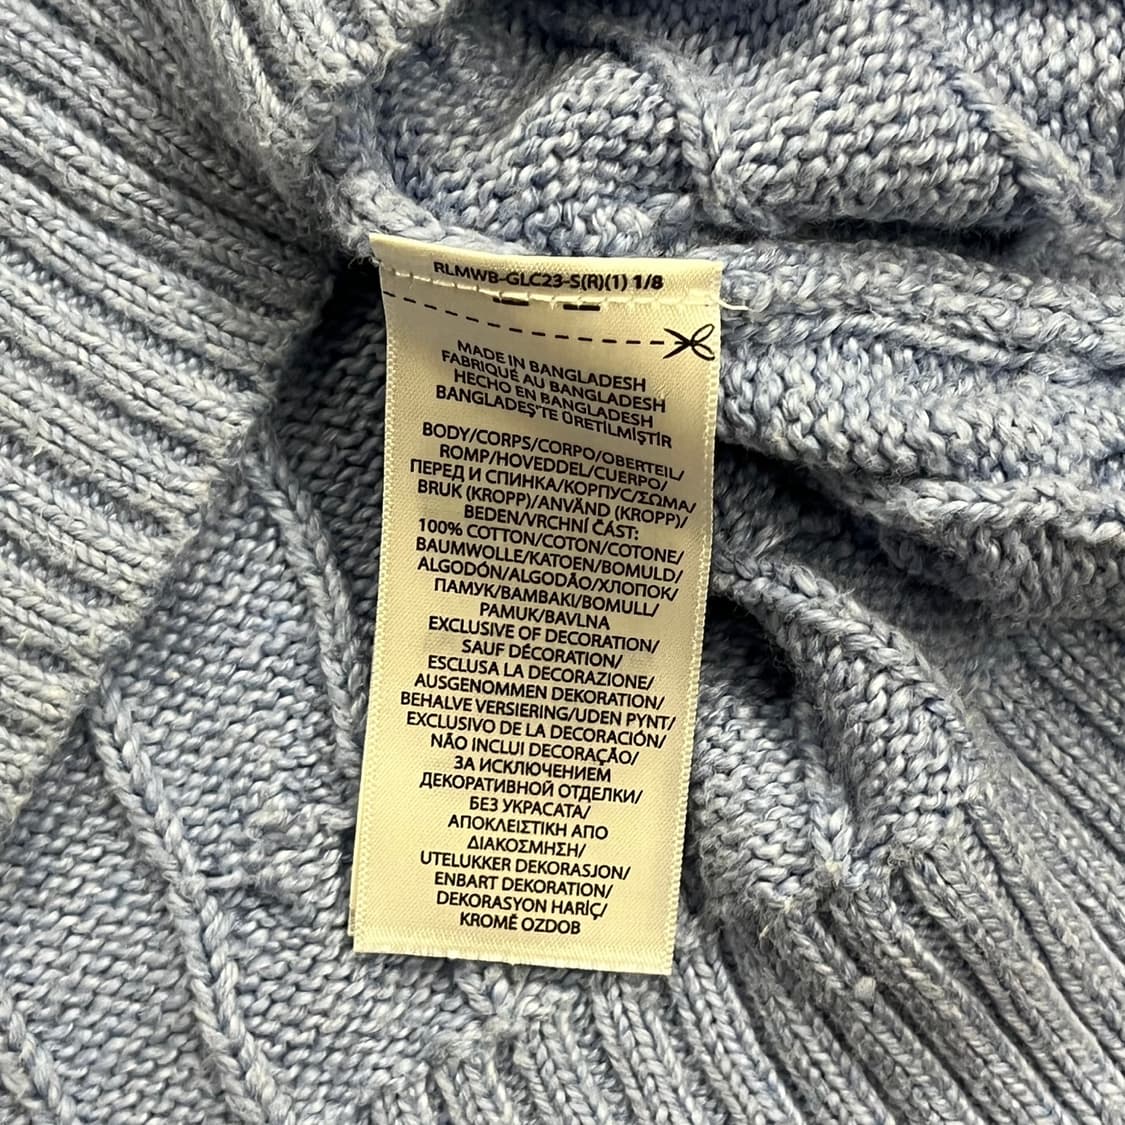 RLMWB-GLC23-S(R)(1) 1/8
MADE IN BANGLADESH
FABRIQUÉ AU BANGLADESH
HECHO EN BANGLADESH
BANGLADEŞ'TE ÜRETİLMİŞTİR
BODY/CORPS/CORPO/OBERTEIL/
ROMP/HOVEDDEL/CUERPO/
ПЕРЕД И СПИНКА/КОРПУС/ΣΩΜΑ/
BRUK (KROPP)/ANVÄND (KROPP)/
BEDEN/VRCHNÍ ČÁST:
100% COTTON/COTON/COTONE/
BAUMWOLLE/KATOEN/BOMULD/
ALGODÓN/ALGODÃO/ХЛОПОК/
ПАМУК/ΒΑΜΒΑΚΙ/BOMULL/
PAMUK/BAVLNA
EXCLUSIVE OF DECORATION/
SAUF DÉCORATION/
ESCLUSA LA DECORAZIONE/
AUSGENOMMEN DEKORATION/
BEHALVE VERSIERING/UDEN PYNT/
EXCLUSIVO DE LA DECORACIÓN/
NÃO INCLUI DECORAÇÃO/
ЗА ИСКЛЮЧЕНИЕМ
ДЕКОРАТИВНОЙ ОТДЕЛКИ/
БЕЗ УКРАСАТА/
ΑΠΟΚΛΕΙΣΤΙΚΗ ΑΠΟ
ΔΙΑΚΟΣΜΗΣΗ/
UTELUKKER DEKORASJON/
ENBART DEKORATION/
DEKORASYON HARİÇ/
KROMĚ OZDOB